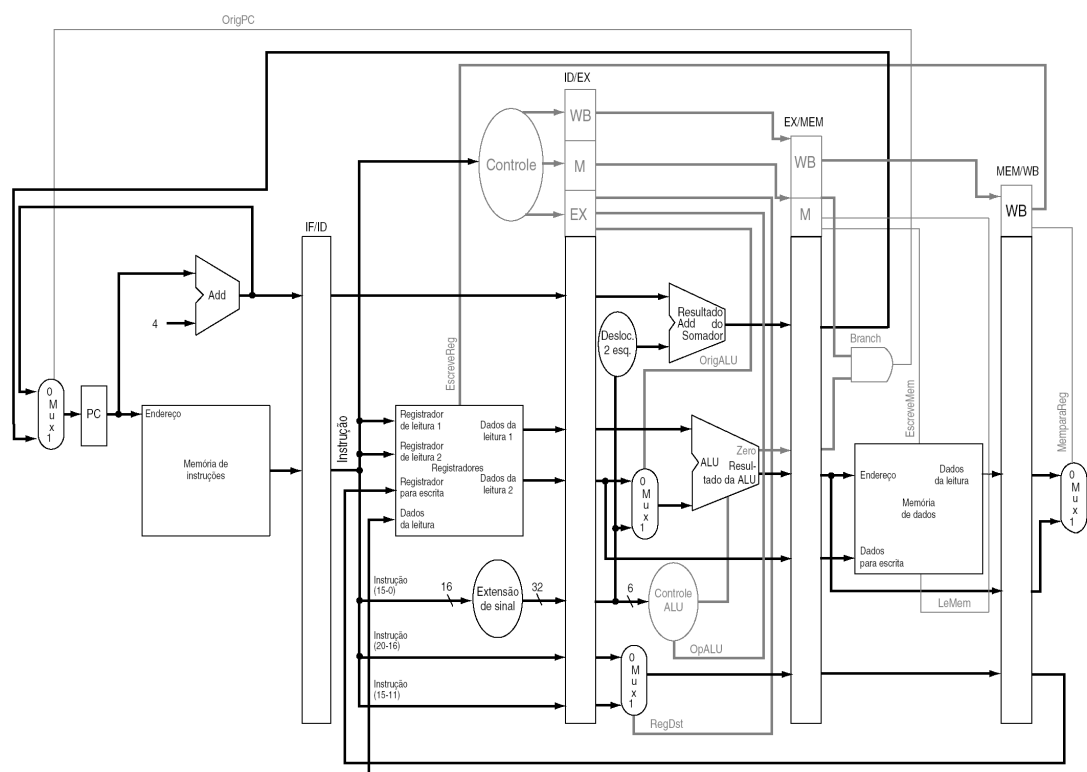 OrigPC
ID/EX
WB
M
EX
Controle
EX/MEM
WB
M
MEM/WB
WB
IF/ID
Add
4
0
M
u
x
1
PC
Endereço
Memória de
instruções
Instrução
EscreveReg
Registrador
de leitura 1
Registrador
de leitura 2
Registradores
Registrador
para escrita
Dados
da leitura
Dados da
leitura 1
Dados da
leitura 2
Instrução
(15-0)
16
Extensão
de sinal
32
Instrução
(20-16)
Instrução
(15-11)
Desloc.
2 esq.
Resultado
Add do
Somador
OrigALU
0
M
u
x
1
ALU
Zero
Resul-
tado da ALU
6
Controle
ALU
OpALU
0
M
u
x
1
RegDst
Branch
EscreveMem
Endereço
Dados
da leitura
Memória
de dados
Dados
para escrita
LeMem
MemparaReg
0
M
u
x
1